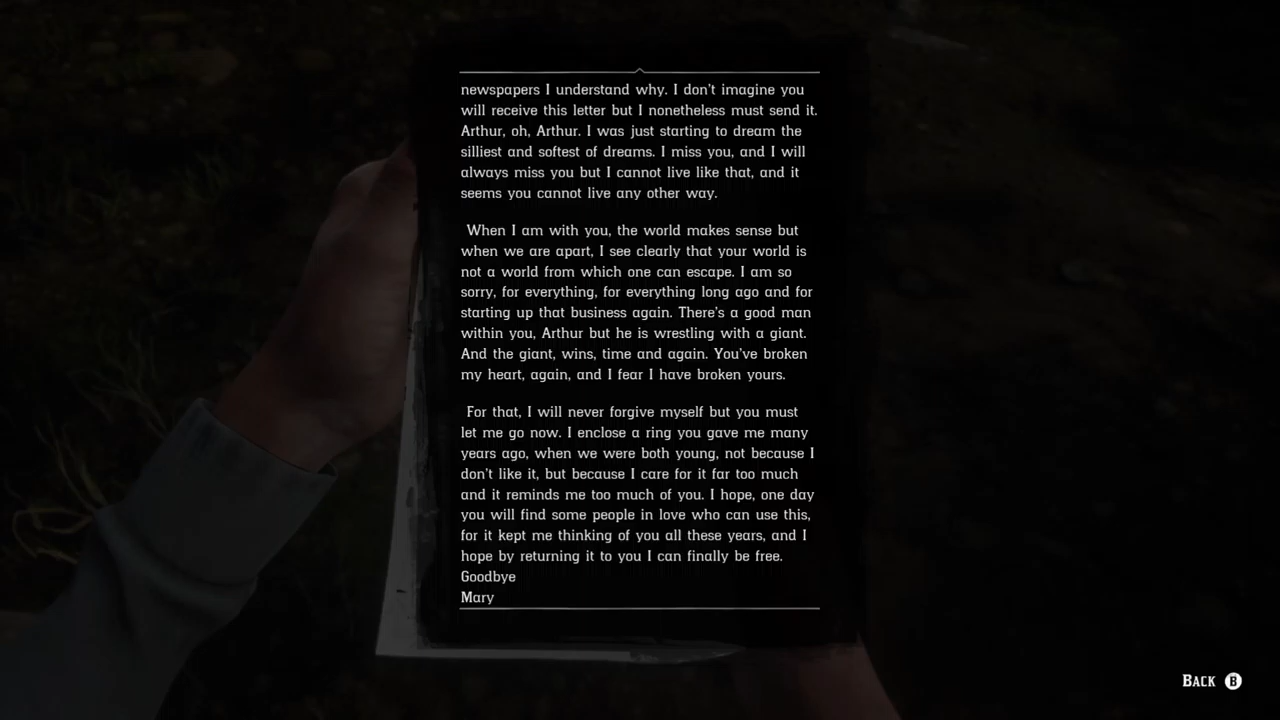 newspapers I understand why. I don't imagine you
will receive this letter but I nonetheless must send it.
Arthur, oh, Arthur. I was just starting to dream the
silliest and softest of dreams. I miss you, and I will
always miss you but I cannot live like that, and it
seems you cannot live any other way.
When I am with you, the world makes sense but
when we are apart, I see clearly that your world is
not a world from which one can escape. I am so
sorry, for everything, for everything long ago and for
starting up that business again. There's a good man
within you, Arthur but he is wrestling with a giant.
And the giant, wins, time and again. You've broken
my heart, again, and I fear I have broken yours.
For that, I will never forgive myself but you must
let me go now. I enclose a ring you gave me many
years ago, when we were both young, not because I
don't like it, but because I care for it far too much
and it reminds me too much of you. I hope, one day
you will find some people in love who can use this,
for it kept me thinking of you all these years, and I
hope by returning it to you I can finally be free.
Goodbye
Mary
BACK B